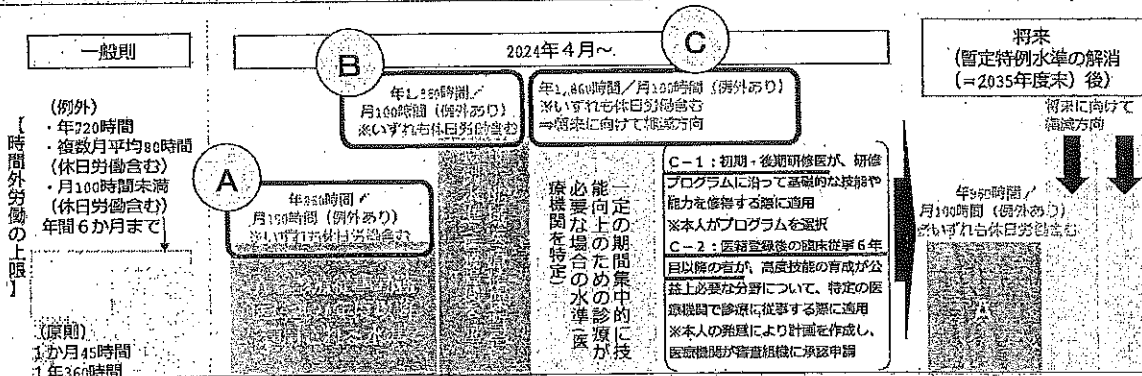 一般則
【時間外労働の上限】
(例外)
・年720時間
・複数月平均80時間
(休日労働含む)
・月100時間未満
(休日労働含む)
年間6か月まで
(原則)
1か月45時間
1年360時間
2024年4月~
A
年960時間/
月100時間(例外あり)
※いずれも休日労働含む
B
年1,860時間/
月100時間(例外あり)
※いずれも休日労働含む
C
年1,860時間/月100時間(例外あり)
※いずれも休日労働含む
⇒将来に向けて縮減方向
一定の期間集中的に技
能向上のための診療が
必要な場合の水準(医
療機関を特定)
C-1:初期・後期研修医が、研修
プログラムに沿って基礎的な技能や
能力を修得する際に適用
※本人がプログラムを選択
C-2:医籍登録後の臨床従事6年
目以降の者が、高度技能の育成が公
益上必要な分野について、特定の医
療機関で診療に従事する際に適用
※本人の発意により計画を作成し、
医療機関が審査組織に承認申請
将来
(暫定特例水準の解消
(=2035年度末)後)
将来に向けて
縮減方向
年960時間/
月100時間(例外あり)
※いずれも休日労働含む
A